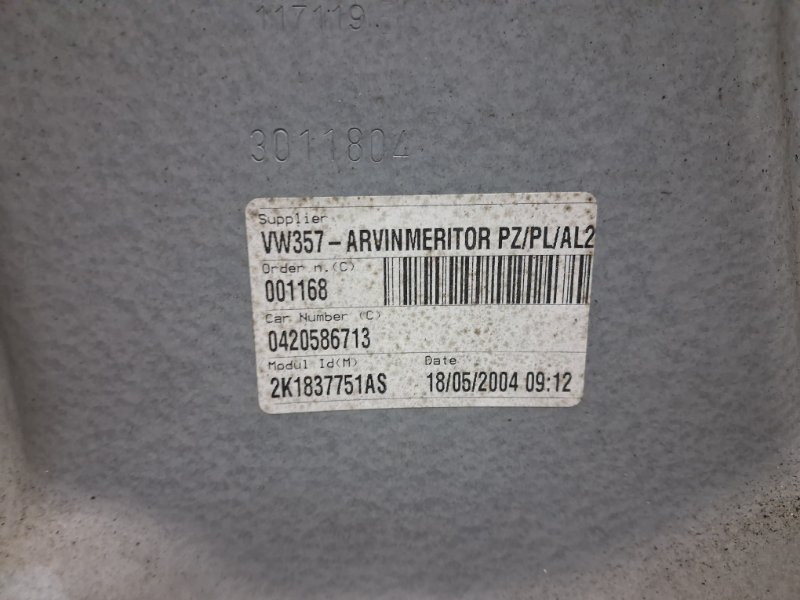 117119
3011804
Supplier
VW357-ARVINMERITOR PZ/PL/AL2
Order n.(C)
001168
Car Number (C)
0420586713
Modul Id(M) Date
2K1837751AS 18/05/2004 09:12